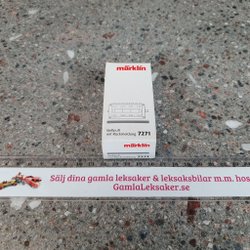 märklin
7271
märklin
Sälj dina gamla leksaker & leksaksbilar m.m. hos
GamlaLeksaker.se